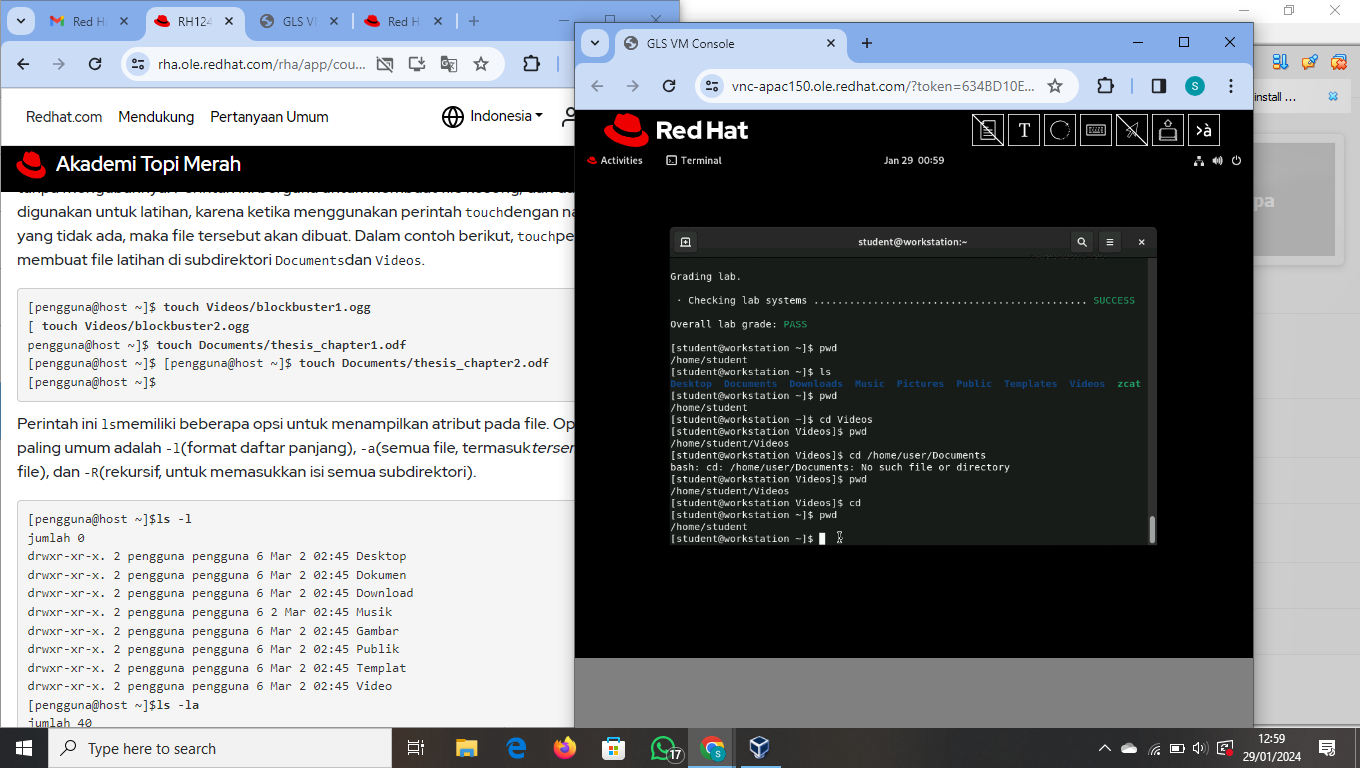 Red Ha
RH124
GLS VI
Red H
rha.ole.redhat.com/rha/app/cou...
Redhat.com
Mendukung
Pertanyaan Umum
Indonesia
Akademi Topi Merah
digunakan untuk latihan, karena ketika menggunakan perintah touchdengan na
yang tidak ada, maka file tersebut akan dibuat. Dalam contoh berikut, touchpe
membuat file latihan di subdirektori Documentsdan Videos.
[pengguna@host ~]$ touch Videos/blockbuster1.ogg
[ touch Videos/blockbuster2.ogg
pengguna@host ~]$ touch Documents/thesis_chapter1.odf
[pengguna@host ~]$ [pengguna@host ~]$ touch Documents/thesis_chapter2.odf
[pengguna@host ~]$
Perintah ini lsmemiliki beberapa opsi untuk menampilkan atribut pada file. Op
paling umum adalah -l(format daftar panjang), -a(semua file, termasuktersen
file), dan -R(rekursif, untuk memasukkan isi semua subdirektori).
[pengguna@host ~]$ls -l
jumlah 0
drwxr-xr-x. 2 pengguna pengguna 6 Mar 2 02:45 Desktop
drwxr-xr-x. 2 pengguna pengguna 6 Mar 2 02:45 Dokumen
drwxr-xr-x. 2 pengguna pengguna 6 Mar 2 02:45 Download
drwxr-xr-x. 2 pengguna pengguna 6 2 Mar 02:45 Musik
drwxr-xr-x. 2 pengguna pengguna 6 Mar 2 02:45 Gambar
drwxr-xr-x. 2 pengguna pengguna 6 Mar 2 02:45 Publik
drwxr-xr-x. 2 pengguna pengguna 6 Mar 2 02:45 Templat
drwxr-xr-x. 2 pengguna pengguna 6 Mar 2 02:45 Video
[pengguna@host ~]$ls -la
jumlah 40
GLS VM Console
vnc-apac150.ole.redhat.com/?token=634BD10E...
S
Red Hat
T
>à
Activities
Terminal
Jan 29 00:59
student@workstation:~
Grading lab.
· Checking lab systems .............................................. SUCCESS
Overall lab grade: PASS
[student@workstation ~]$ pwd
/home/student
[student@workstation ~]$ ls
Desktop Documents Downloads Music Pictures Public Templates Videos zcat
[student@workstation ~]$ pwd
/home/student
[student@workstation ~]$ cd Videos
[student@workstation Videos]$ pwd
/home/student/Videos
[student@workstation Videos]$ cd /home/user/Documents
bash: cd: /home/user/Documents: No such file or directory
[student@workstation Videos]$ pwd
/home/student/Videos
[student@workstation Videos]$ cd
[student@workstation ~]$ pwd
/home/student
[student@workstation ~]$
install ...
pa
Type here to search
17
S
12:59
29/01/2024